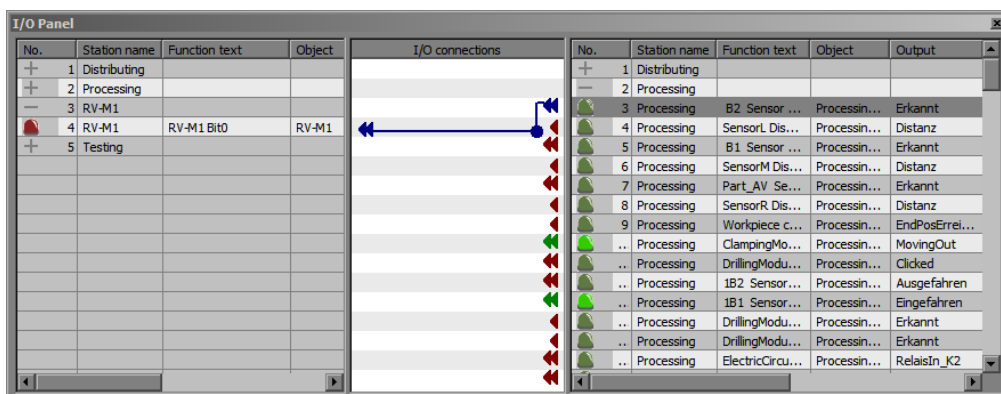 I/O Panel
No. Station name Function text Object I/O connections No. Station name Function text Object Output
1 Distributing 1 Distributing
2 Processing 2 Processing
3 RV-M1 3 Processing B2 Sensor ... Processin... Erkannt
4 RV-M1 RV-M1 Bit0 RV-M1 4 Processing SensorL Dis... Processin... Distanz
5 Testing 5 Processing B1 Sensor ... Processin... Erkannt
6 Processing SensorM Dis... Processin... Distanz
7 Processing Part_AV Se... Processin... Erkannt
8 Processing SensorR Dis... Processin... Distanz
9 Processing Workpiece c... Processin... EndPosErrei...
... Processing ClampingMo... Processin... MovingOut
... Processing DrillingModu... Processin... Clicked
... Processing 1B2 Sensor... Processin... Ausgefahren
... Processing 1B1 Sensor... Processin... Eingefahren
... Processing DrillingModu... Processin... Erkannt
... Processing DrillingModu... Processin... Erkannt
... Processing ElectricCircu... Processin... RelaisIn_K2